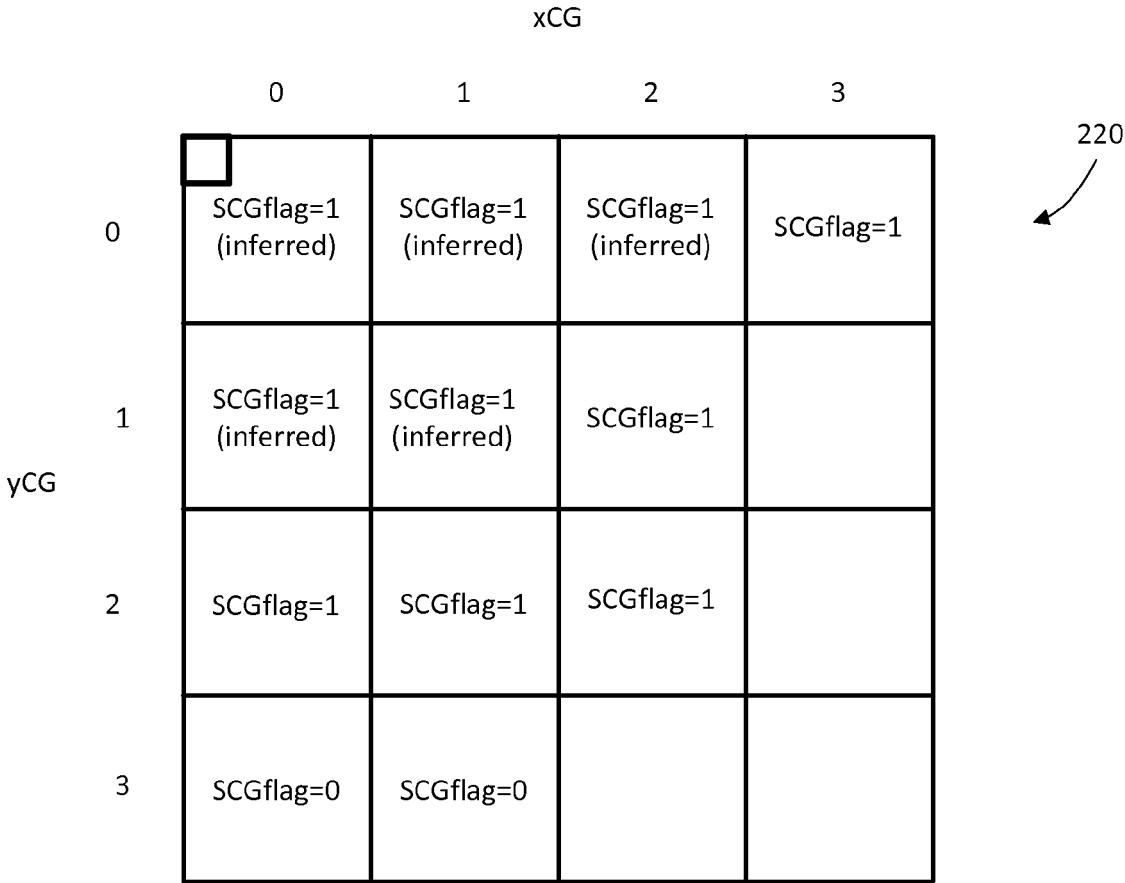 xCG
0 1 2 3
220
0
SCGflag=1
(inferred)
SCGflag=1
(inferred)
SCGflag=1
(inferred)
SCGflag=1
1
SCGflag=1
(inferred)
SCGflag=1
(inferred)
SCGflag=1
yCG
2
SCGflag=1
SCGflag=1
SCGflag=1
3
SCGflag=0
SCGflag=0